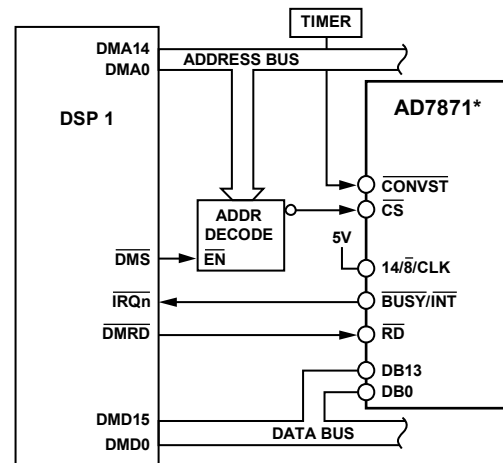 TIMER
DMA14
DMA0
ADDRESS BUS
DSP 1
AD7871*
CONVST
CS
ADDR
DECODE
EN
5V
DMS
14/8/CLK
IRQn
BUSY/INT
DMRD
RD
DB13
DB0
DMD15
DMD0
DATA BUS